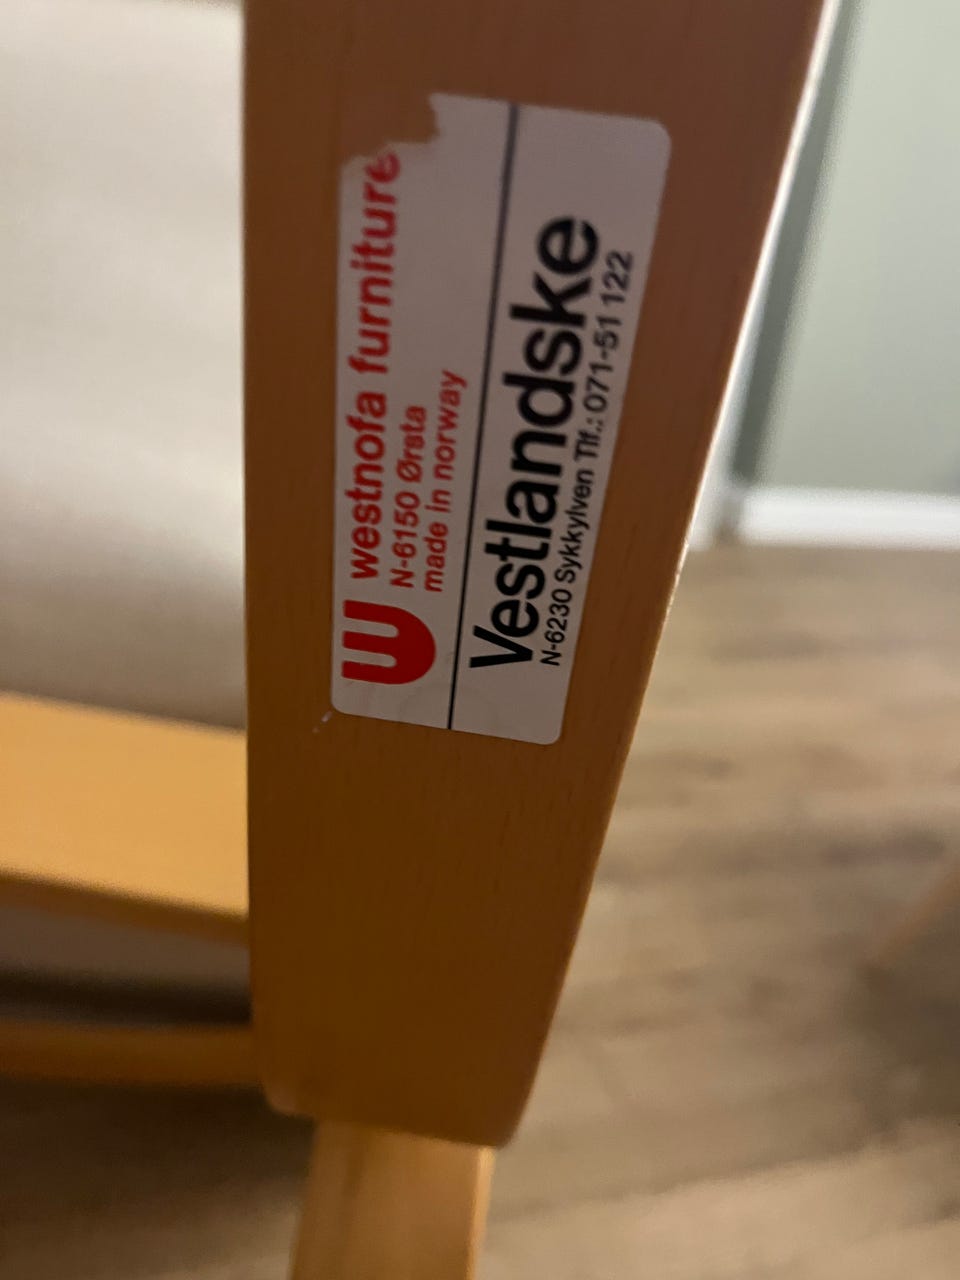 westnofa furniture
N-6150 Ørsta
made in norway
Vestlandske
N-6230 Sykkylven Tlf.: 071-51 122